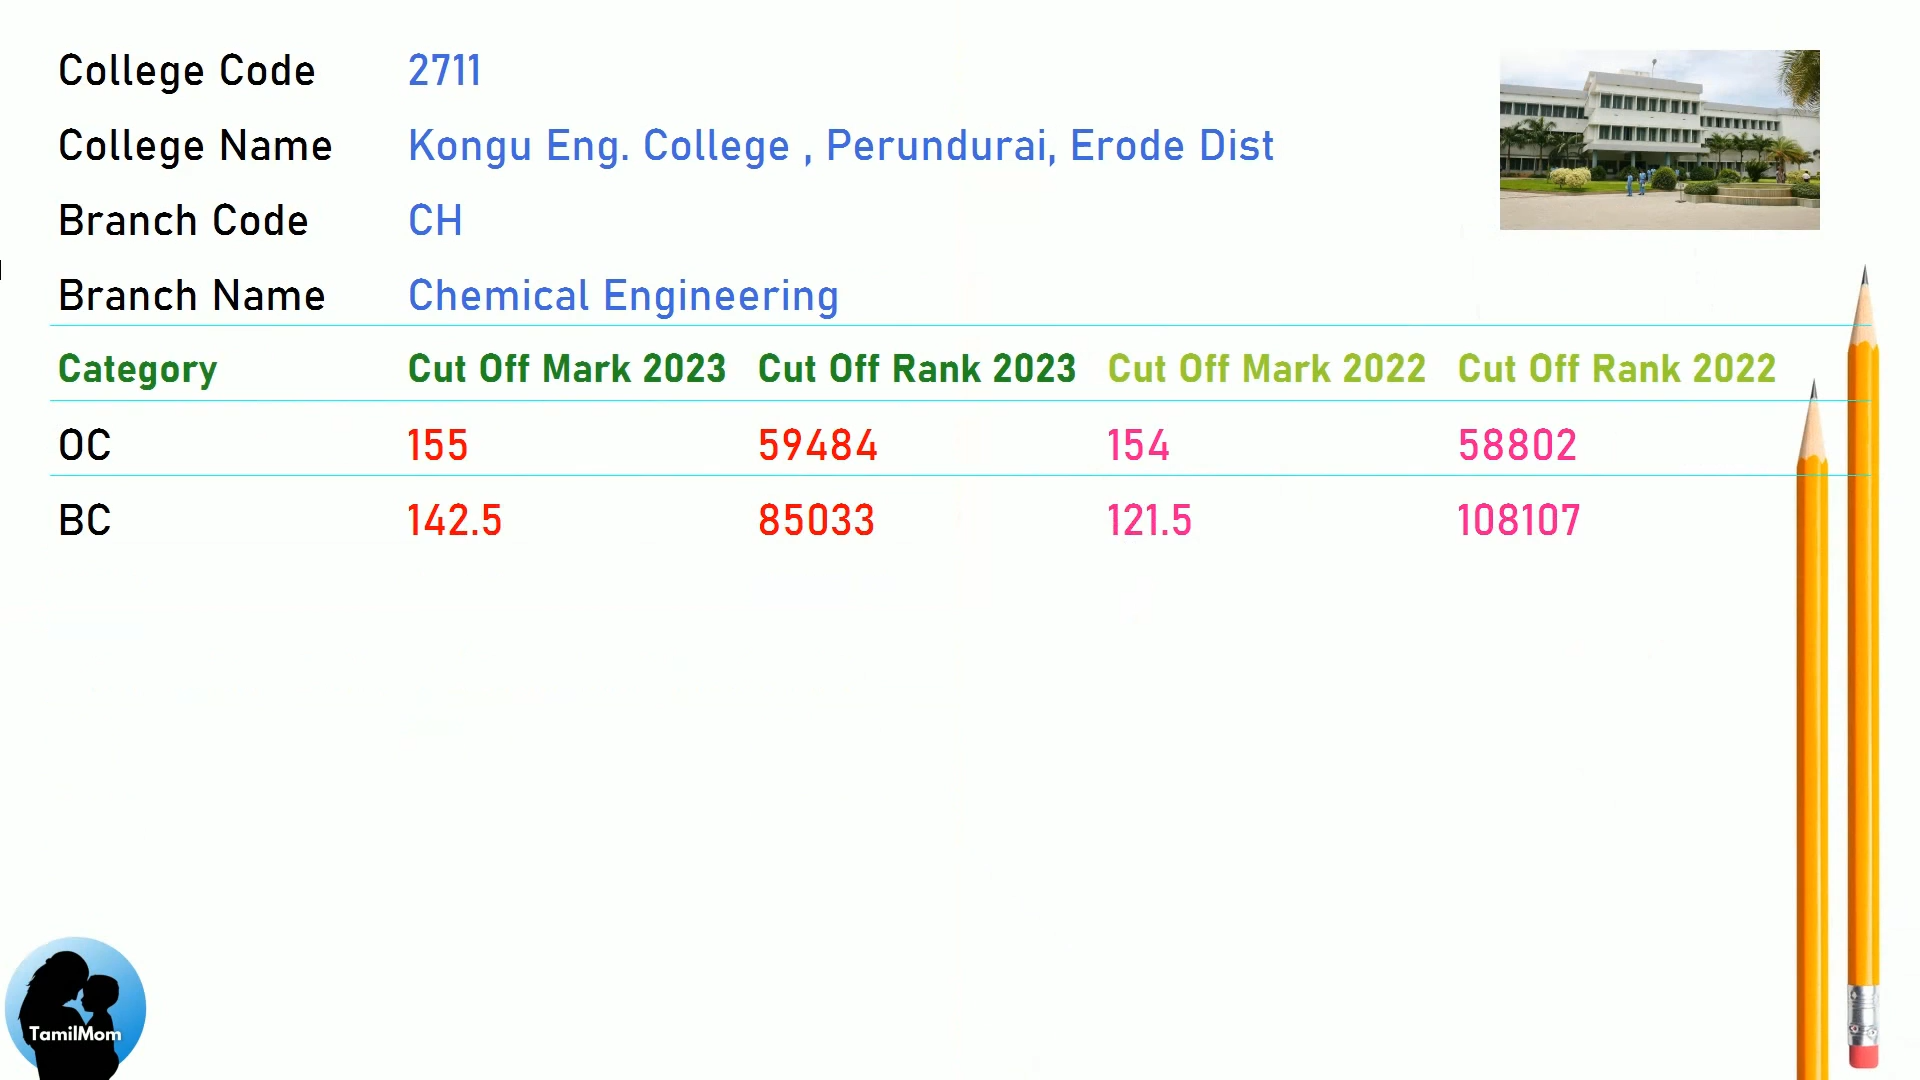 College Code 2711
College Name Kongu Eng. College , Perundurai, Erode Dist
Branch Code CH
Branch Name Chemical Engineering
Category Cut Off Mark 2023 Cut Off Rank 2023 Cut Off Mark 2022 Cut Off Rank 2022
OC 155 59484 154 58802
BC 142.5 85033 121.5 108107
TamilMom